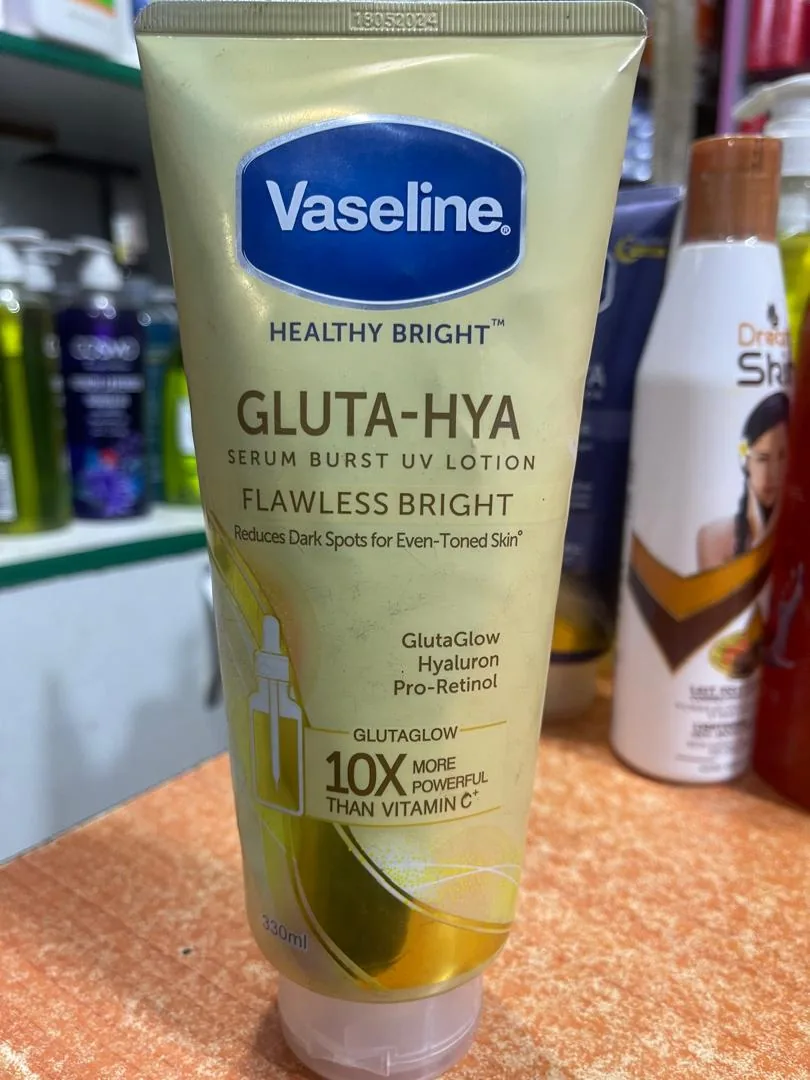 18052024
Vaseline®
HEALTHY BRIGHT™
GLUTA-HYA
SERUM BURST UV LOTION
FLAWLESS BRIGHT
Reduces Dark Spots for Even-Toned Skin°
GlutaGlow
Hyaluron
Pro-Retinol
GLUTAGLOW
10X MORE
POWERFUL
THAN VITAMIN C⁺
330ml
COSMO